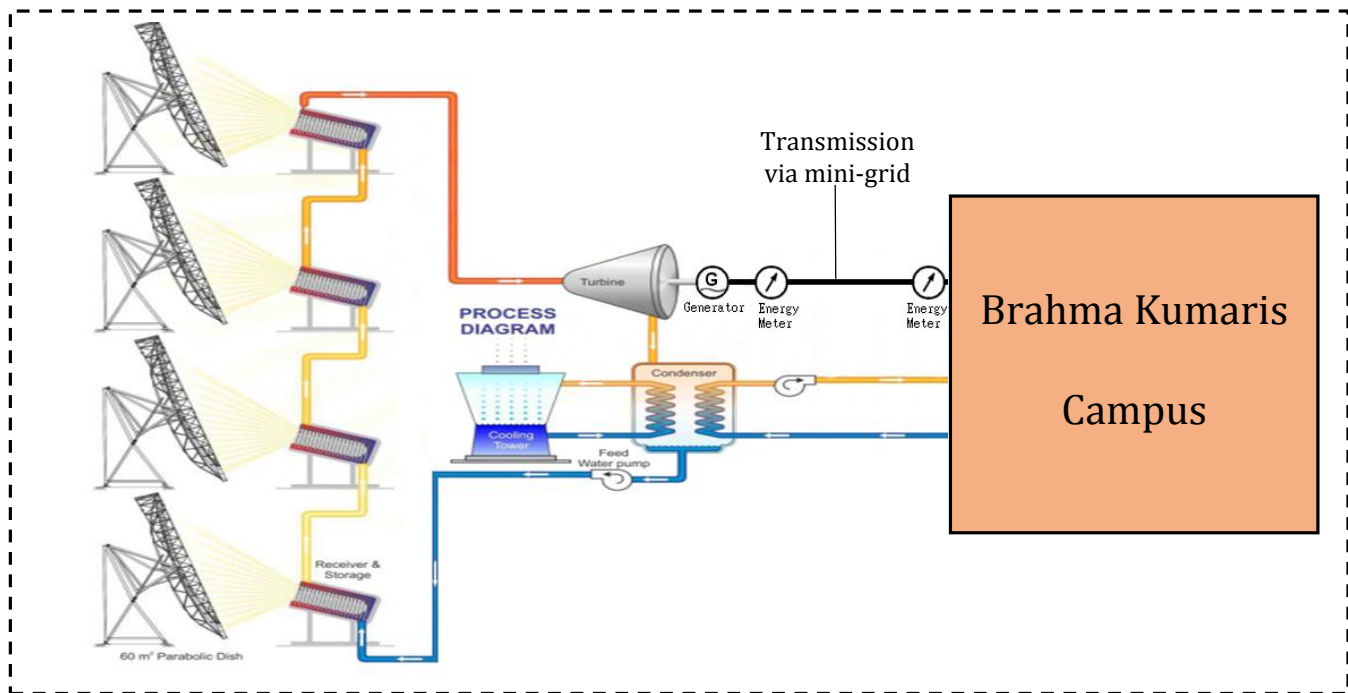 Transmission
via mini-grid
Turbine
G
Generator
Energy
Meter
Energy
Meter
Brahma Kumaris
Campus
PROCESS
DIAGRAM
Condenser
Cooling
Tower
Feed
Water pump
Receiver &
Storage
60 m² Parabolic Dish